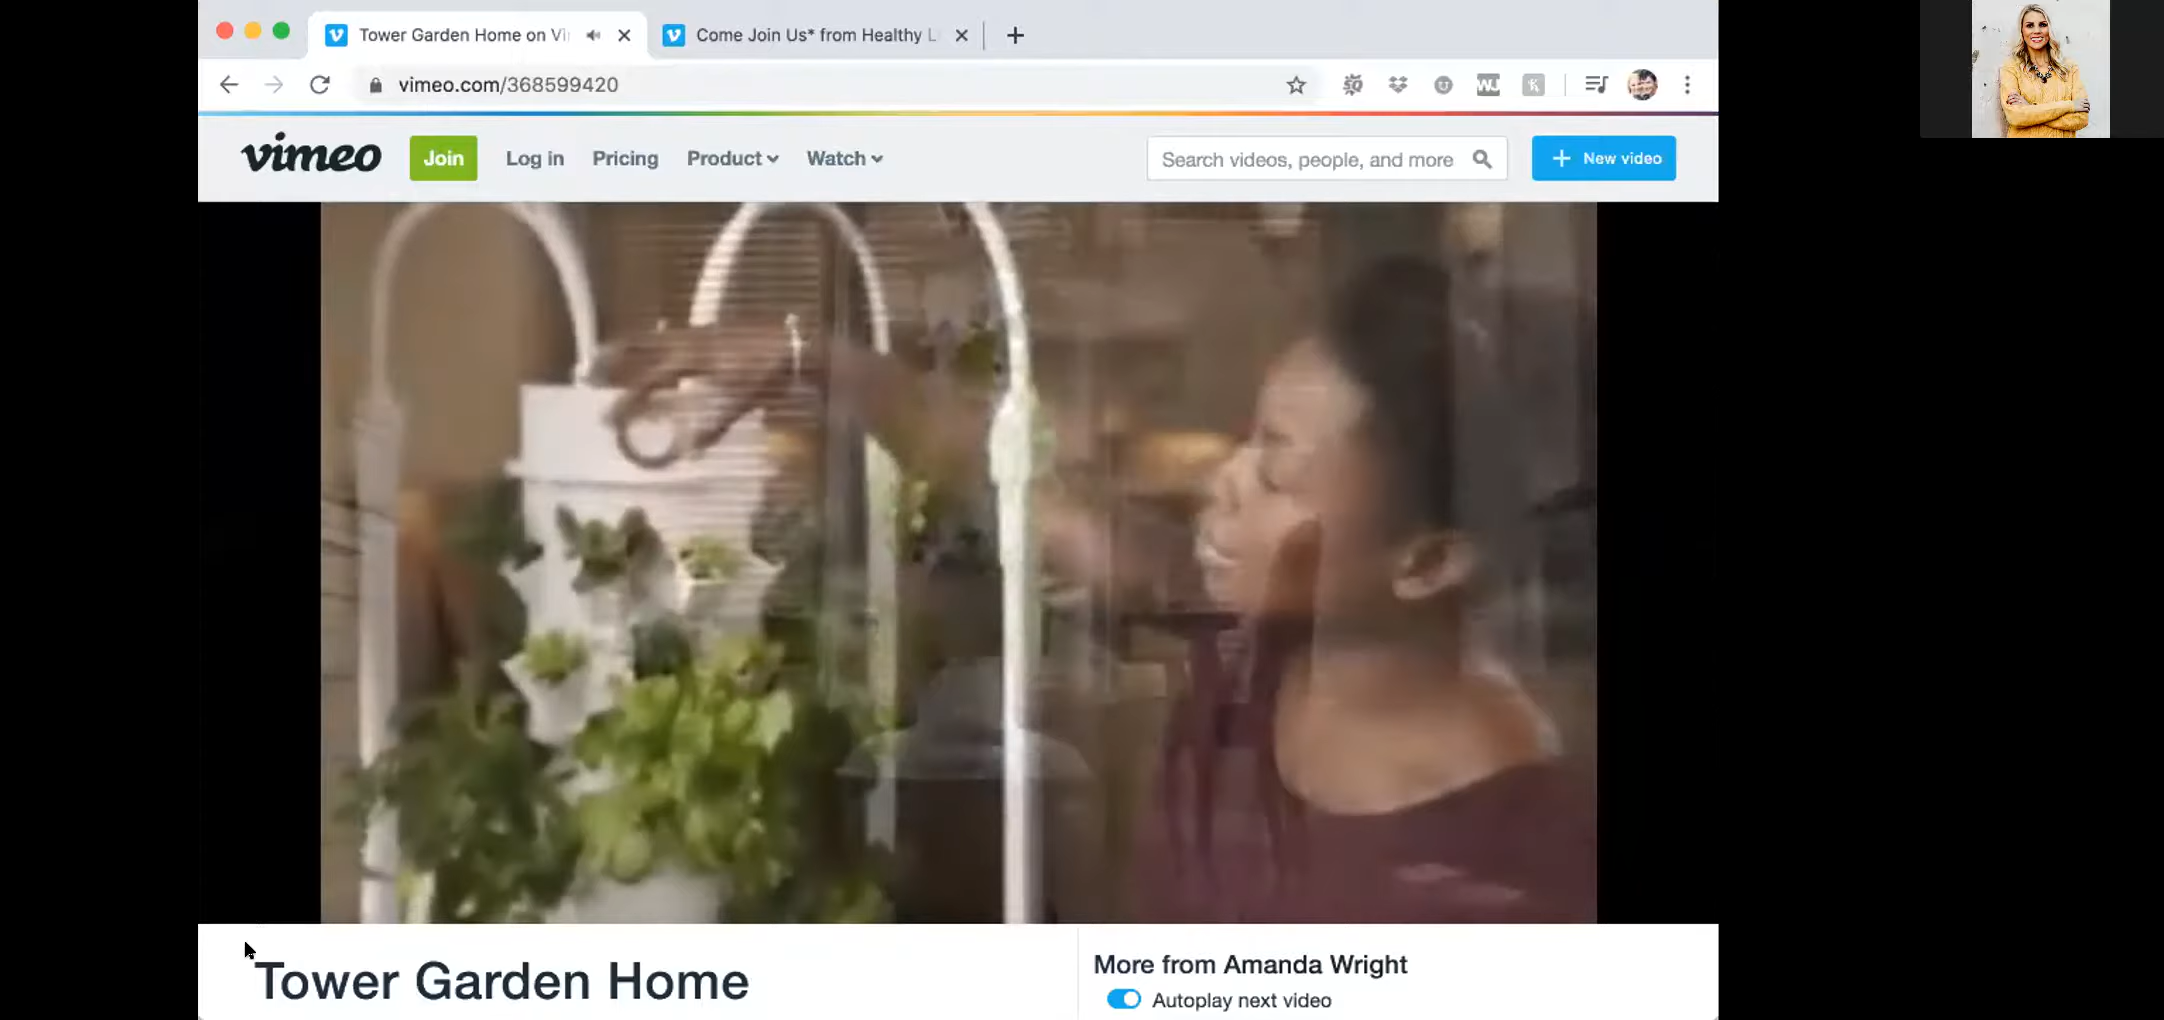 Tower Garden Home on Vi
Come Join Us* from Healthy L
vimeo.com/368599420
vimeo
Join
Log in
Pricing
Product
Watch
Search videos, people, and more
New video
Tower Garden Home
More from Amanda Wright
Autoplay next video